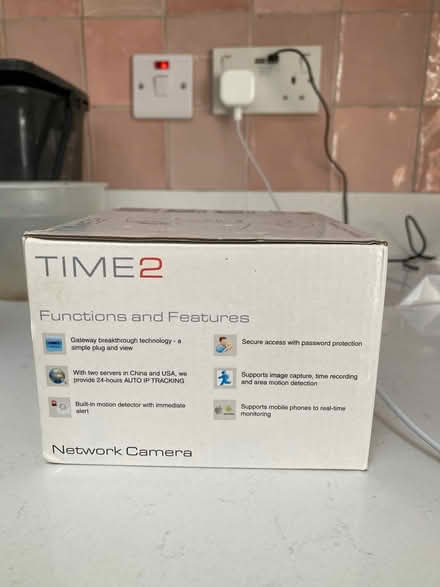 TIME2
Functions and Features
Gateway breakthrough technology - a
simple plug and view
With two servers in China and USA, we
provide 24-hours AUTO IP TRACKING
Built-in motion detector with immediate
alert
Secure access with password protection
Supports image capture, time recording
and area motion detection
Supports mobile phones to real-time
monitoring
Network Camera